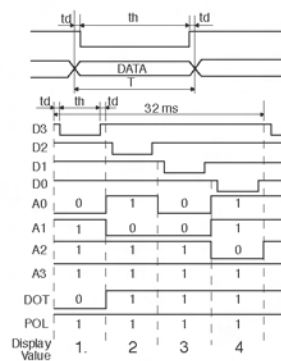 td th td
DATA
T
td th td 32 ms
D3
D2
D1
D0
A0 0 1 0 1
A1 1 0 0 1
A2 1 1 1 0
A3 1 1 1 1
DOT 0 1 1 1
POL 1 1 1 1
Display
Value 1. 2 3 4